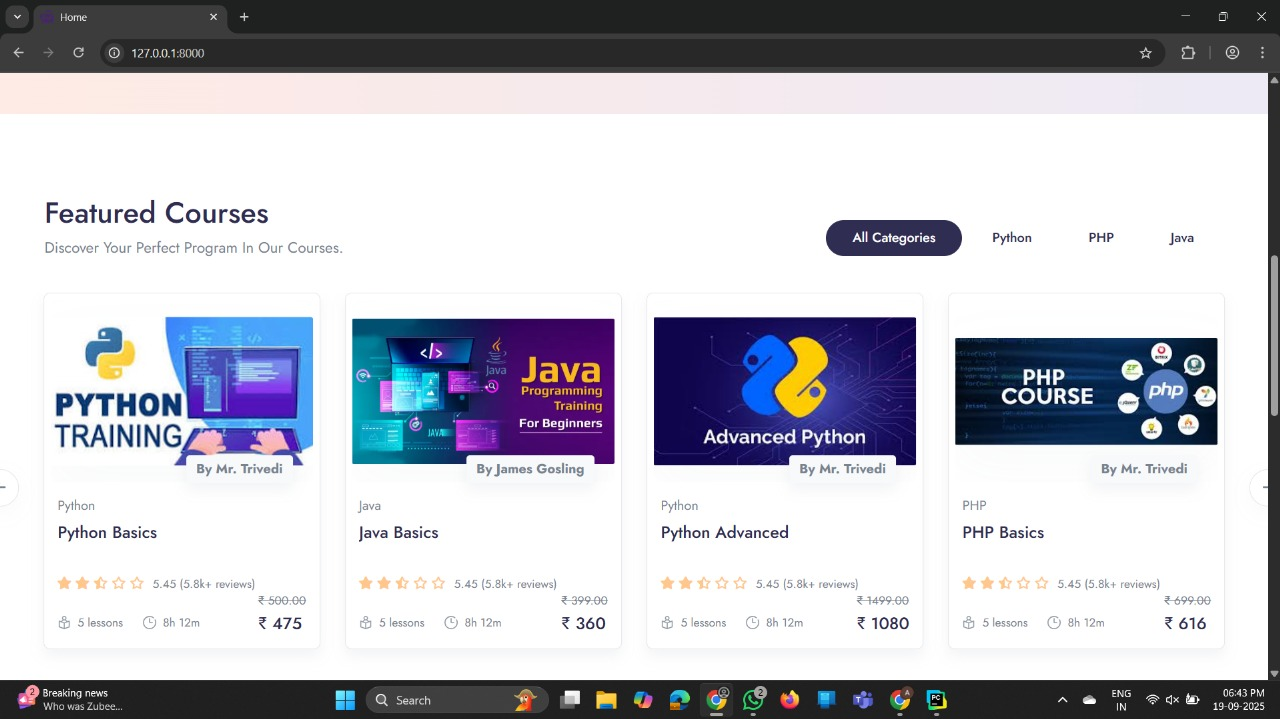 Home
127.0.0.1:8000
Featured Courses
Discover Your Perfect Program In Our Courses.
All Categories
Python
PHP
Java
PYTHON
TRAINING
By Mr. Trivedi
Python
Python Basics
5.45 (5.8k+ reviews)
₹ 500.00
5 lessons
8h 12m
₹ 475
</>
Java
JAVA
Java
Programming
Training
For Beginners
By James Gosling
Java
Java Basics
5.45 (5.8k+ reviews)
₹ 399.00
5 lessons
8h 12m
₹ 360
Advanced Python
By Mr. Trivedi
Python
Python Advanced
5.45 (5.8k+ reviews)
₹ 1499.00
5 lessons
8h 12m
₹ 1080
PHP
COURSE
php
By Mr. Trivedi
PHP
PHP Basics
5.45 (5.8k+ reviews)
₹ 699.00
5 lessons
8h 12m
₹ 616
2
Breaking news
Who was Zubee...
Search
2
A
PC
ENG
IN
06:43 PM
19-09-2025